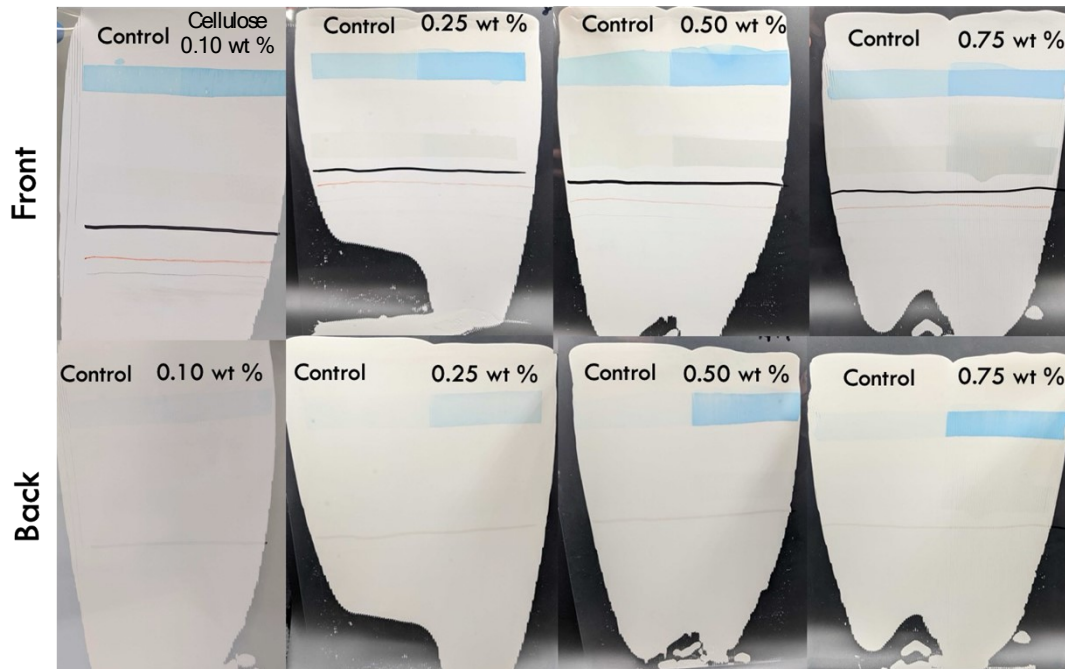 Front
Control
Cellulose
0.10 wt %
Control
0.25 wt %
Control
0.50 wt %
Control
0.75 wt %
Back
Control
0.10 wt %
Control
0.25 wt %
Control
0.50 wt %
Control
0.75 wt %